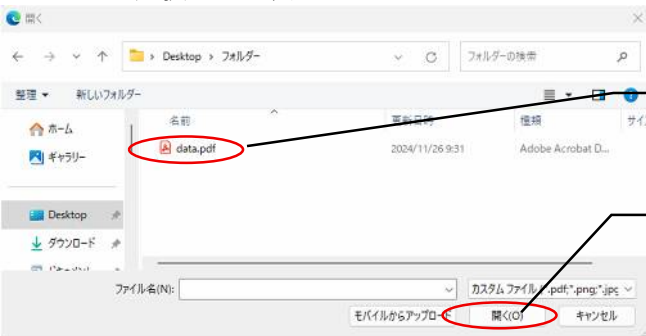 開く
Desktop › フォルダー
フォルダーの検索
整理 ▼ 新しいフォルダー
名前 更新日時 種類 サイ
ホーム
ギャラリー
data.pdf 2024/11/26 9:31 Adobe Acrobat D...
Desktop
ダウンロード
ファイル名(N):
カスタム ファイル .pdf;*.png;*.jpg
モバイルからアップロード 開く(O) キャンセル